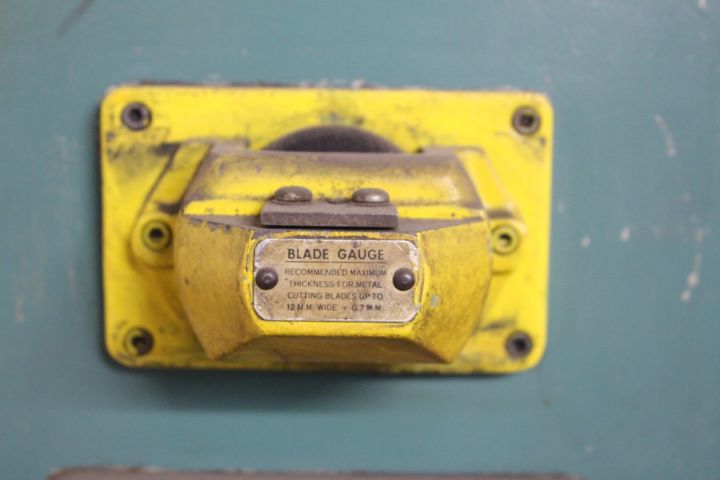 BLADE GAUGE
RECOMMENDED MAXIMUM
THICKNESS FOR METAL
CUTTING BLADES UP TO
12 M.M. WIDE = 0.7 M.M.